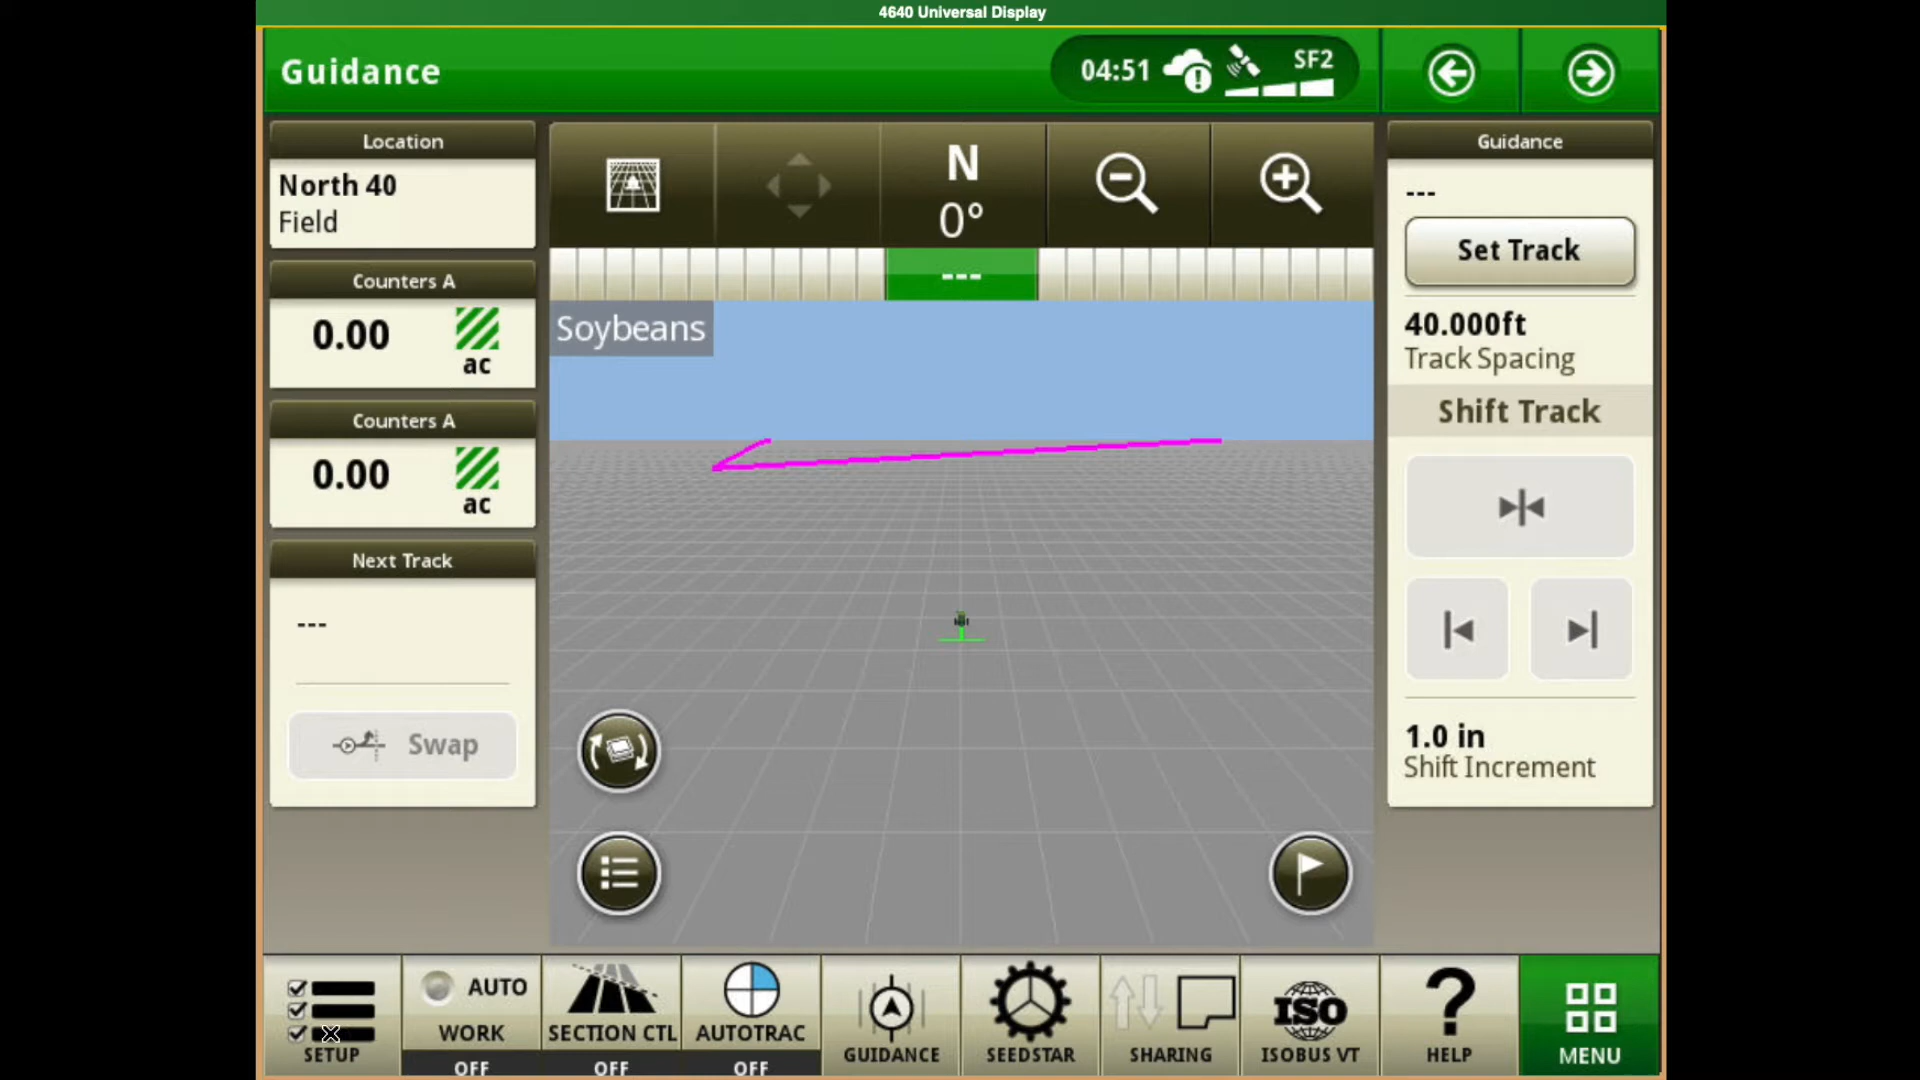 4640 Universal Display
Guidance
04:51
SF2
Location
North 40
Field
Counters A
0.00
ac
Counters A
0.00
ac
Next Track
---
Swap
N
0°
---
Soybeans
Guidance
---
Set Track
40.000ft
Track Spacing
Shift Track
1.0 in
Shift Increment
SETUP
AUTO
WORK
OFF
SECTION CTL
OFF
AUTOTRAC
OFF
GUIDANCE
SEEDSTAR
SHARING
ISO
ISOBUS VT
?
HELP
MENU